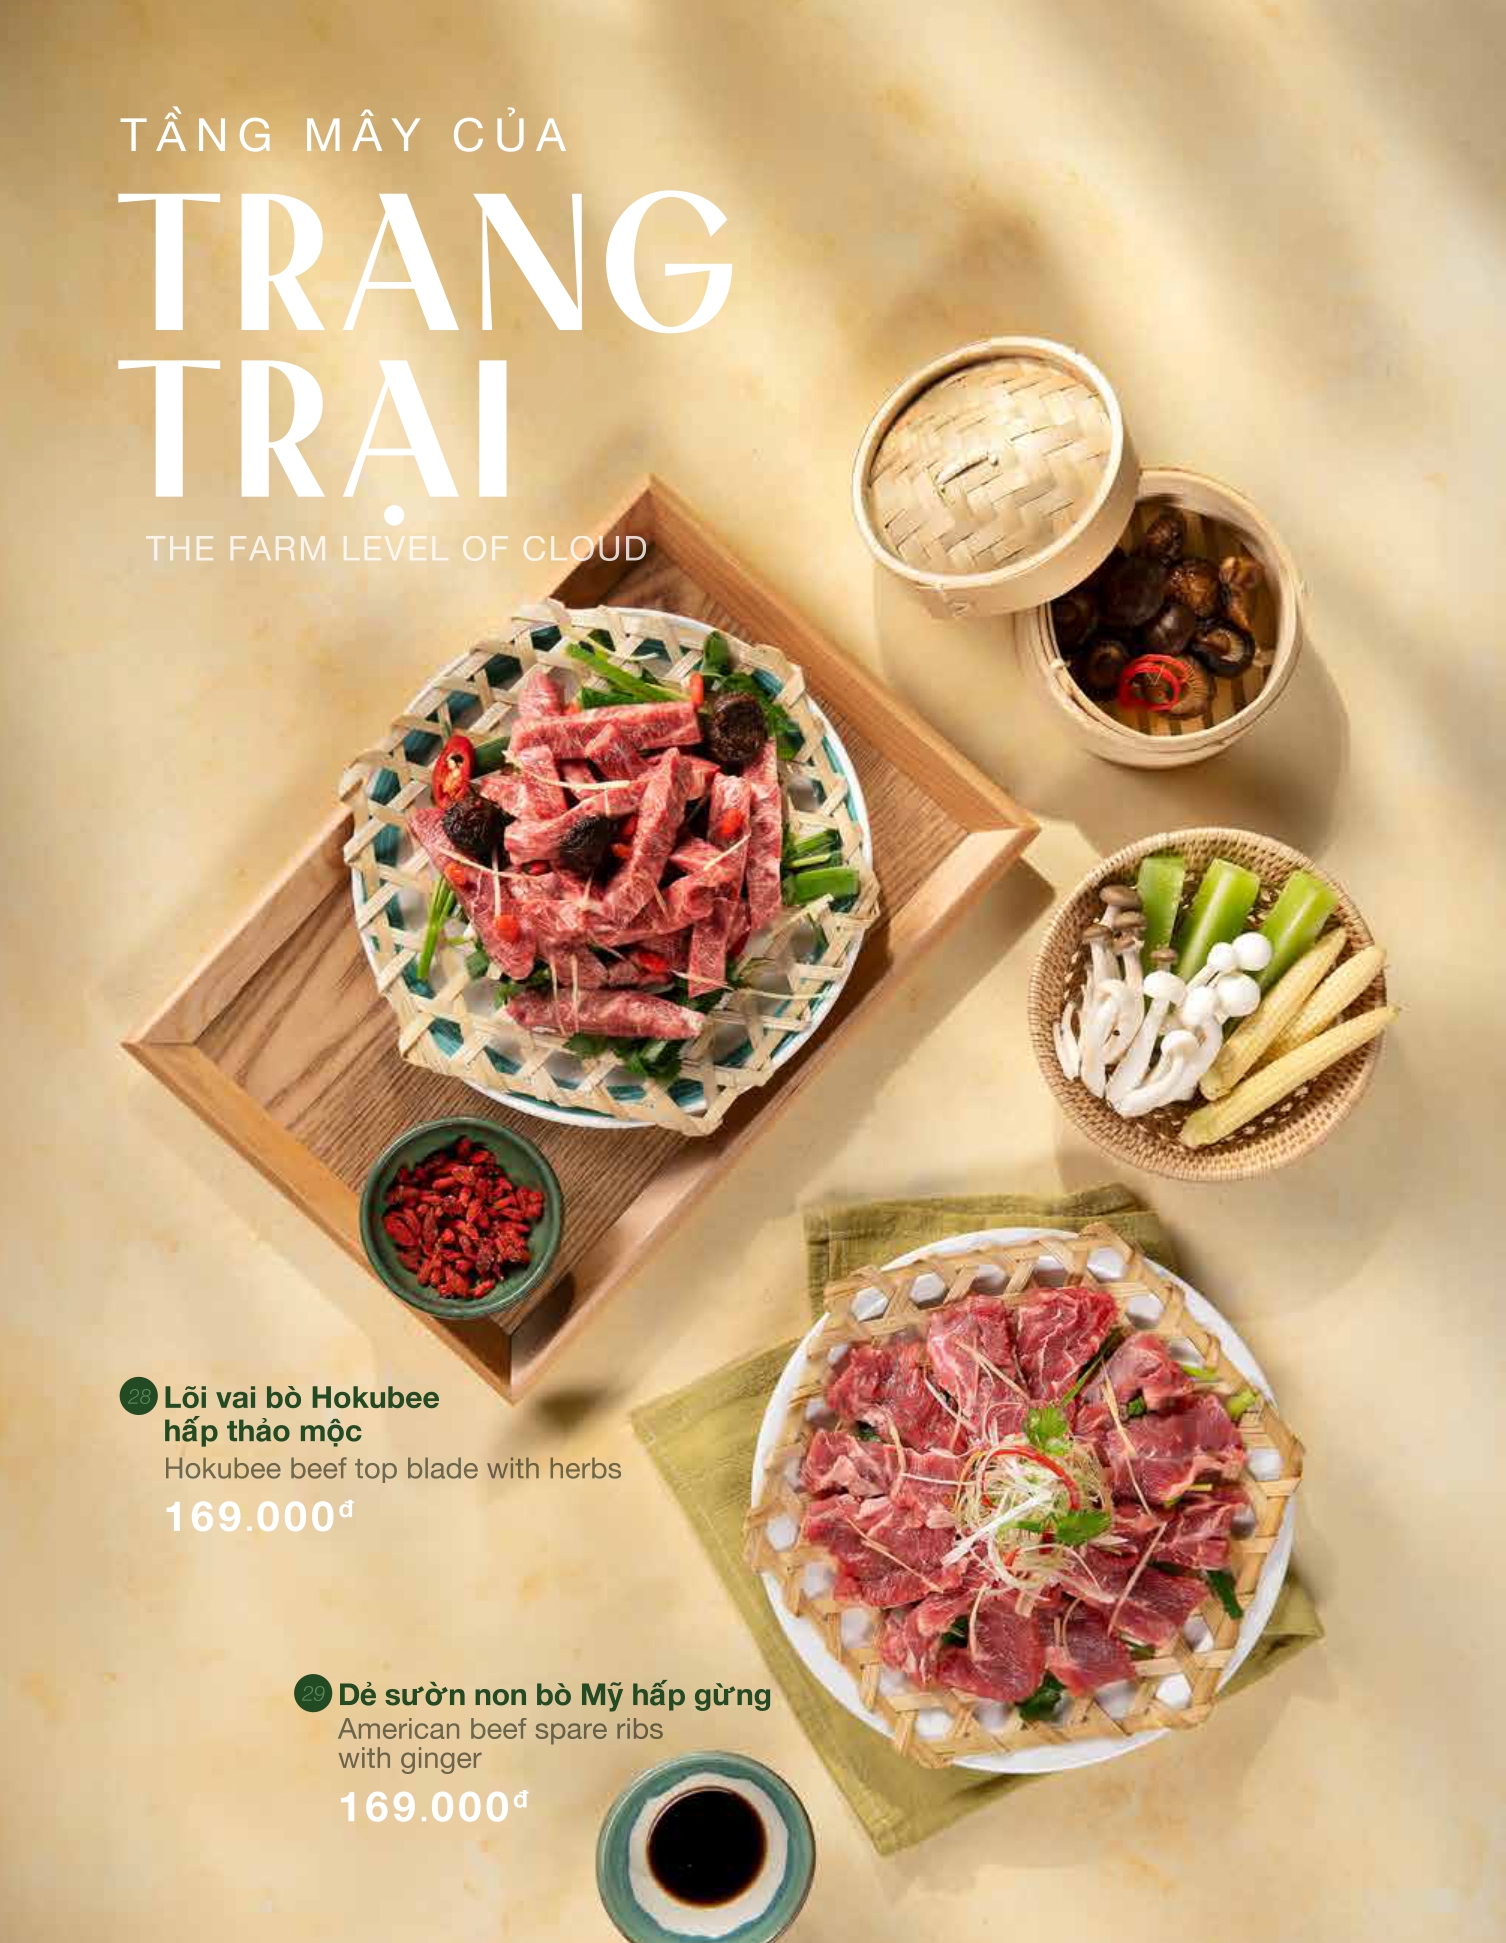 TẦNG MÂY CỦA
TRANG
TRẠI
THE FARM LEVEL OF CLOUD
28 Lõi vai bò Hokubee
hấp thảo mộc
Hokubee beef top blade with herbs
169.000đ
29 Dẻ sườn non bò Mỹ hấp gừng
American beef spare ribs
with ginger
169.000đ